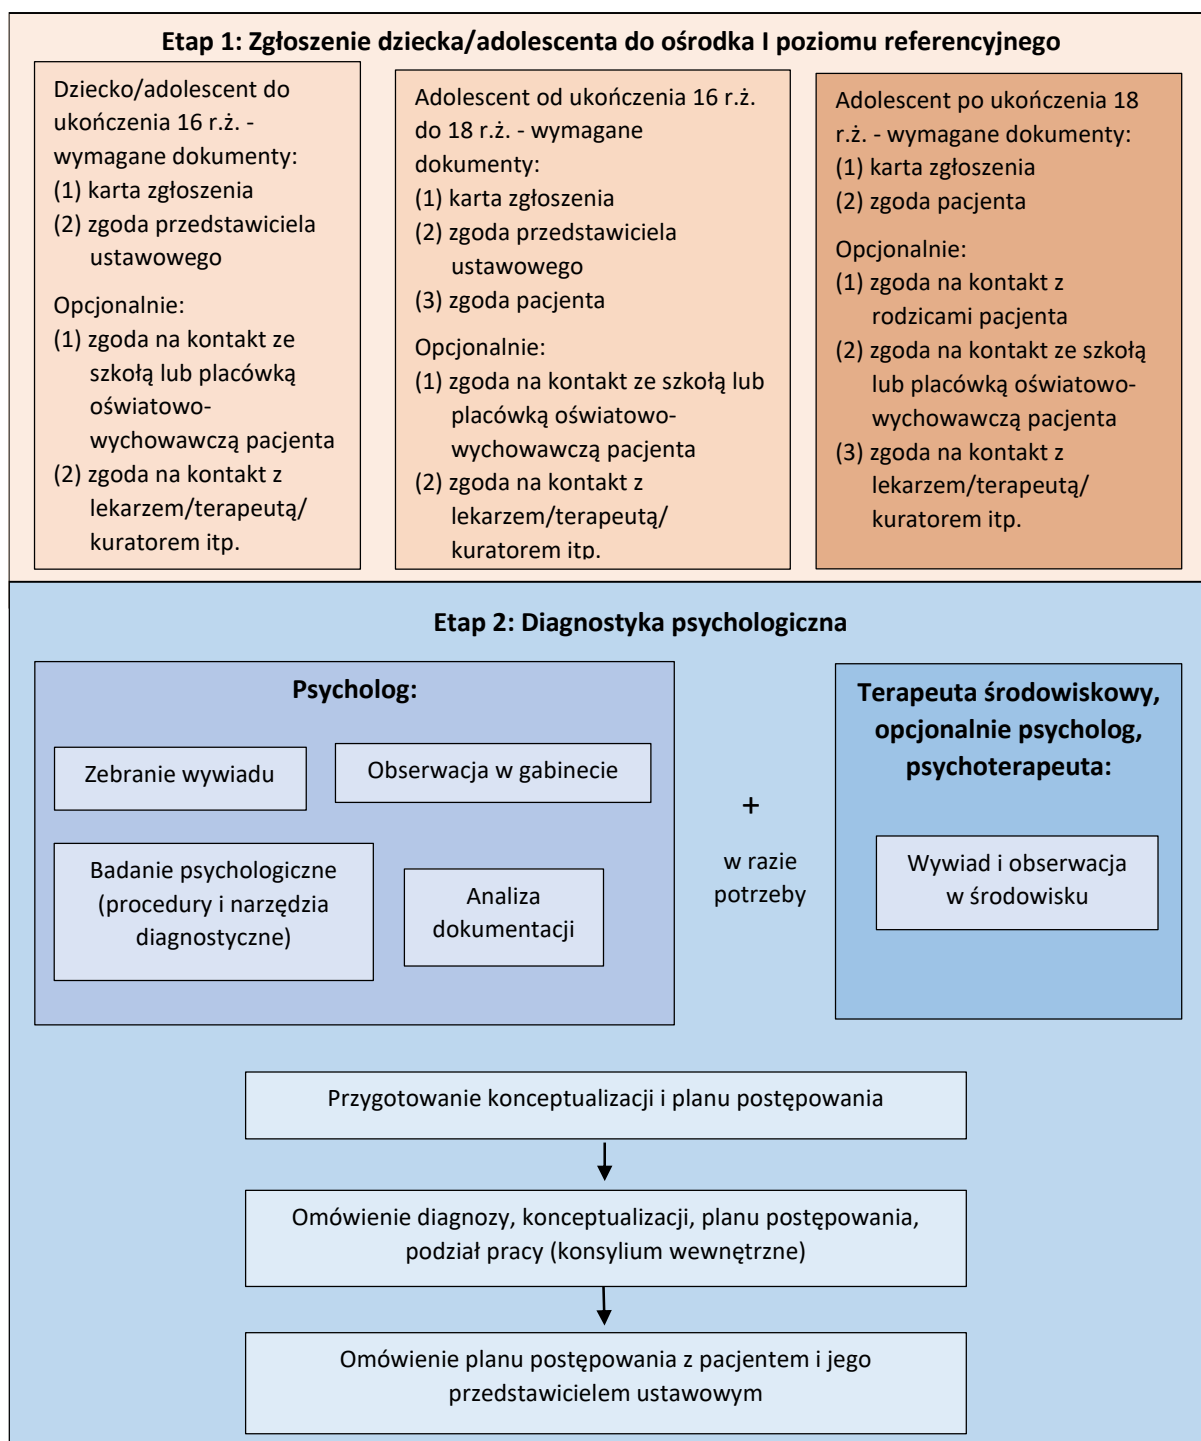 Etap 1: Zgłoszenie dziecka/adolescenta do ośrodka I poziomu referencyjnego
Dziecko/adolescent do
ukończenia 16 r.ż. -
wymagane dokumenty:
(1) karta zgłoszenia
(2) zgoda przedstawiciela
ustawowego
Opcjonalnie:
(1) zgoda na kontakt ze
szkołą lub placówką
oświatowo-
wychowawczą pacjenta
(2) zgoda na kontakt z
lekarzem/terapeutą/
kuratorem itp.
Adolescent od ukończenia 16 r.ż.
do 18 r.ż. - wymagane
dokumenty:
(1) karta zgłoszenia
(2) zgoda przedstawiciela
ustawowego
(3) zgoda pacjenta
Opcjonalnie:
(1) zgoda na kontakt ze szkołą lub
placówką oświatowo-
wychowawczą pacjenta
(2) zgoda na kontakt z
lekarzem/terapeutą/
kuratorem itp.
Adolescent po ukończenia 18
r.ż. - wymagane dokumenty:
(1) karta zgłoszenia
(2) zgoda pacjenta
Opcjonalnie:
(1) zgoda na kontakt z
rodzicami pacjenta
(2) zgoda na kontakt ze szkołą
lub placówką oświatowo-
wychowawczą pacjenta
(3) zgoda na kontakt z
lekarzem/terapeutą/
kuratorem itp.
Etap 2: Diagnostyka psychologiczna
Psycholog:
Zebranie wywiadu
Obserwacja w gabinecie
Badanie psychologiczne
(procedury i narzędzia
diagnostyczne)
Analiza
dokumentacji
+
w razie
potrzeby
Terapeuta środowiskowy,
opcjonalnie psycholog,
psychoterapeuta:
Wywiad i obserwacja
w środowisku
Przygotowanie konceptualizacji i planu postępowania
Omówienie diagnozy, konceptualizacji, planu postępowania,
podział pracy (konsylium wewnętrzne)
Omówienie planu postępowania z pacjentem i jego
przedstawicielem ustawowym